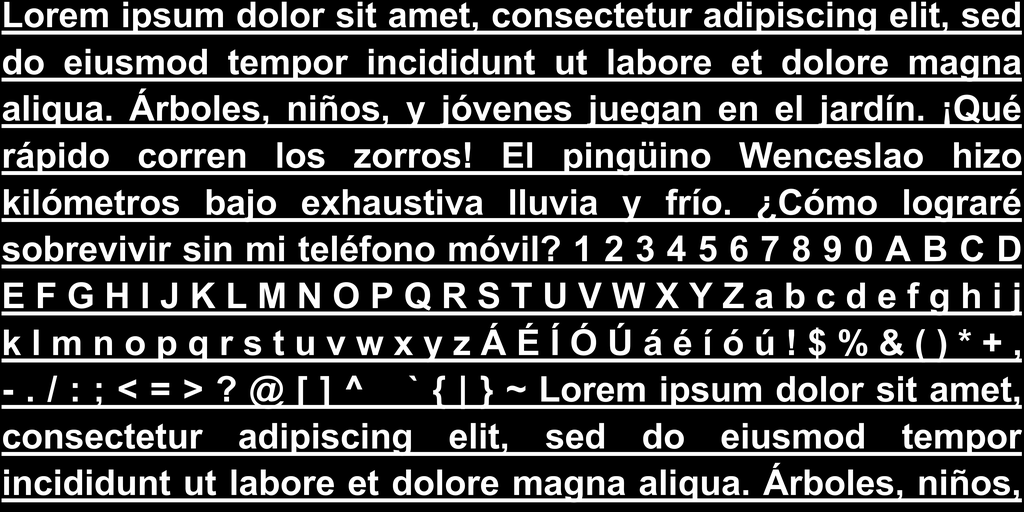 Lorem ipsum dolor sit amet, consectetur adipiscing elit, sed
do eiusmod tempor incididunt ut labore et dolore magna
aliqua. Árboles, niños, y jóvenes juegan en el jardín. ¡Qué
rápido corren los zorros! El pingüino Wenceslao hizo
kilómetros bajo exhaustiva lluvia y frío. ¿Cómo lograré
sobrevivir sin mi teléfono móvil? 1 2 3 4 5 6 7 8 9 0 A B C D
E F G H I J K L M N O P Q R S T U V W X Y Z a b c d e f g h i j
k l m n o p q r s t u v w x y z Á É Í Ó Ú á é í ó ú ! $ % & ( ) * + ,
- . / : ; < = > ? @ [ ] ^ ` { | } ~ Lorem ipsum dolor sit amet,
consectetur adipiscing elit, sed do eiusmod tempor
incididunt ut labore et dolore magna aliqua. Árboles, niños,